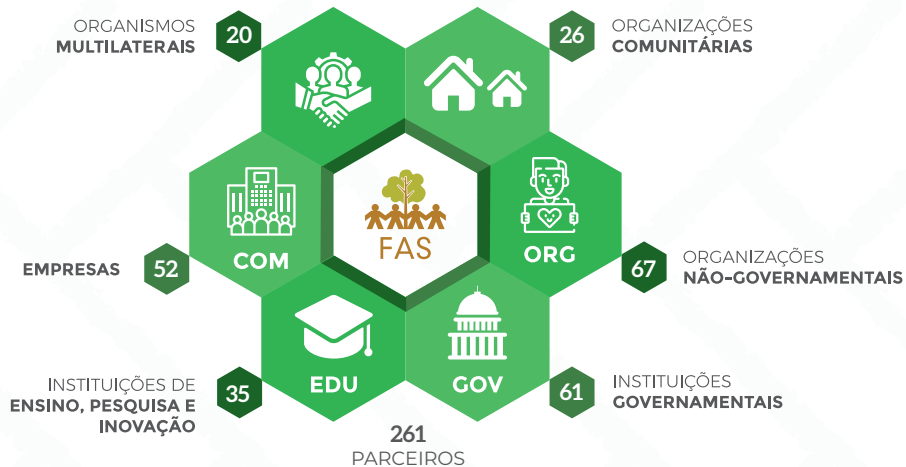 ORGANISMOS
MULTILATERAIS
20
26
ORGANIZAÇÕES
COMUNITÁRIAS
FAS
COM
ORG
EMPRESAS
52
67
ORGANIZAÇÕES
NÃO-GOVERNAMENTAIS
EDU
GOV
INSTITUIÇÕES DE
ENSINO, PESQUISA E
INOVAÇÃO
35
61
INSTITUIÇÕES
GOVERNAMENTAIS
261
PARCEIROS